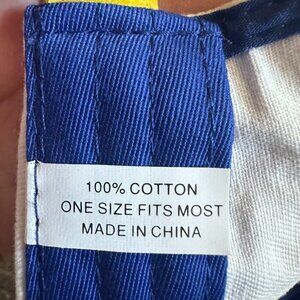 100% COTTON
ONE SIZE FITS MOST
MADE IN CHINA